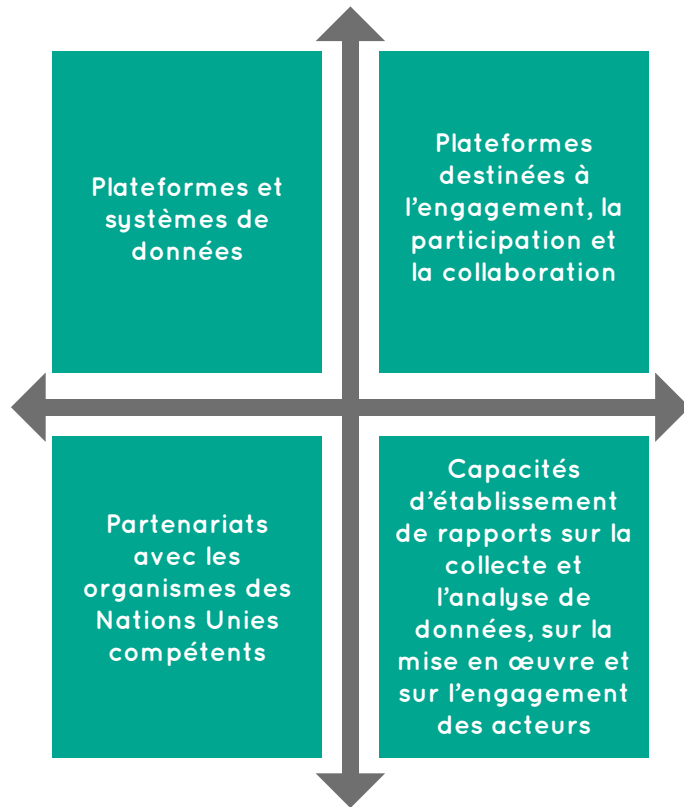 Plateformes et
systèmes de
données
Plateformes
destinées à
l'engagement, la
participation et
la collaboration
Partenariats
avec les
organismes des
Nations Unies
compétents
Capacités
d'établissement
de rapports sur la
collecte et
l'analyse de
données, sur la
mise en œuvre et
sur l'engagement
des acteurs